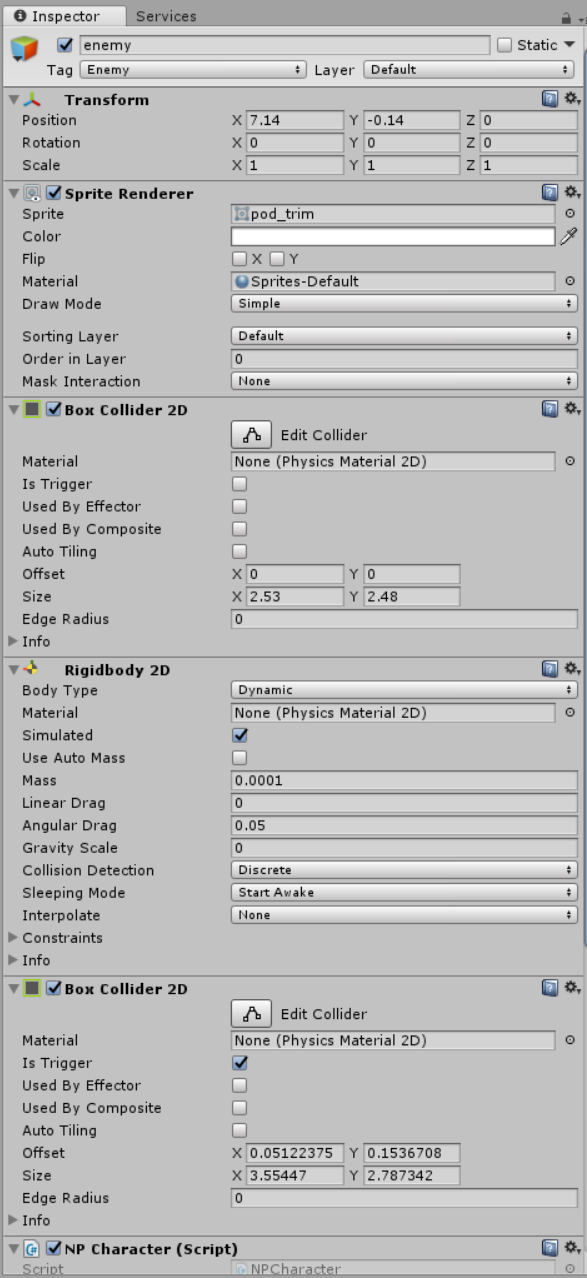 Inspector Services
enemy Static
Tag Enemy Layer Default
Transform
Position X 7.14 Y -0.14 Z 0
Rotation X 0 Y 0 Z 0
Scale X 1 Y 1 Z 1
Sprite Renderer
Sprite pod_trim
Color
Flip X Y
Material Sprites-Default
Draw Mode Simple
Sorting Layer Default
Order in Layer 0
Mask Interaction None
Box Collider 2D
Edit Collider
Material None (Physics Material 2D)
Is Trigger
Used By Effector
Used By Composite
Auto Tiling
Offset X 0 Y 0
Size X 2.53 Y 2.48
Edge Radius 0
Info
Rigidbody 2D
Body Type Dynamic
Material None (Physics Material 2D)
Simulated
Use Auto Mass
Mass 0.0001
Linear Drag 0
Angular Drag 0.05
Gravity Scale 0
Collision Detection Discrete
Sleeping Mode Start Awake
Interpolate None
Constraints
Info
Box Collider 2D
Edit Collider
Material None (Physics Material 2D)
Is Trigger
Used By Effector
Used By Composite
Auto Tiling
Offset X 0.05122375 Y 0.1536708
Size X 3.55447 Y 2.787342
Edge Radius 0
Info
NP Character (Script)
Script NPCharacter